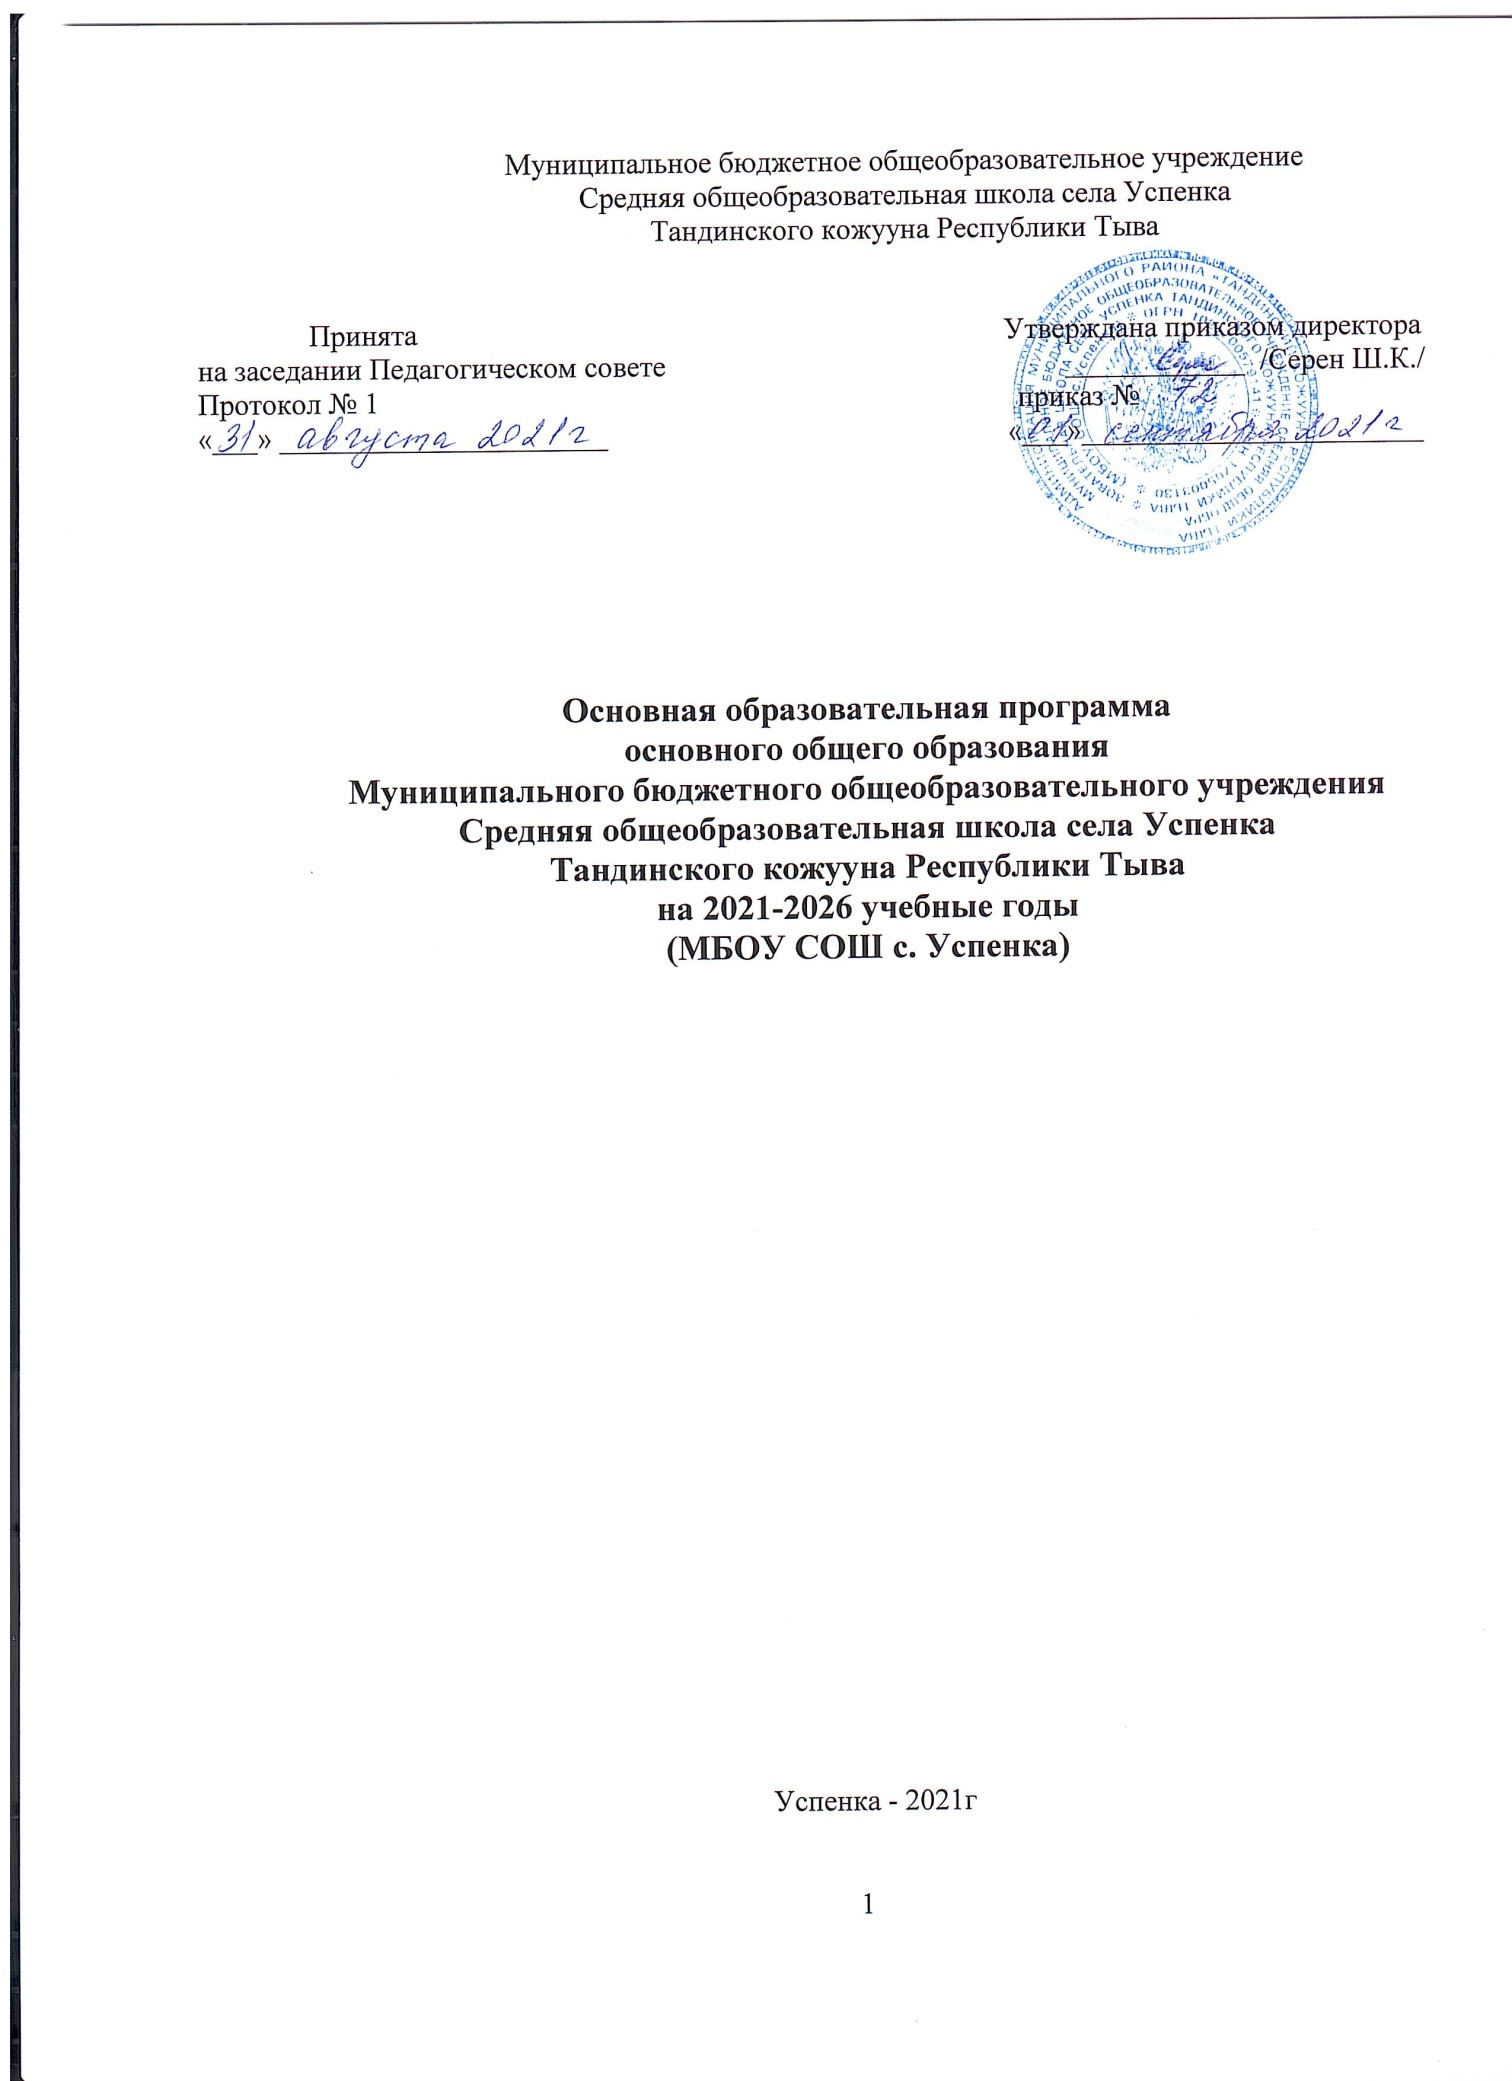 Муниципальное бюджетное общеобразовательное учреждение
Средняя общеобразовательная школа села Успенка
Тандинского кожууна Республики Тыва
Принята
на заседании Педагогическом совете
Протокол № 1
«31» августа 2021г
Утверждена приказом директора
/Серен Ш.К./
приказ № 72
«01» сентября 2021г
Основная образовательная программа
основного общего образования
Муниципального бюджетного общеобразовательного учреждения
Средняя общеобразовательная школа села Успенка
Тандинского кожууна Республики Тыва
на 2021-2026 учебные годы
(МБОУ СОШ с. Успенка)
Успенка - 2021г
1